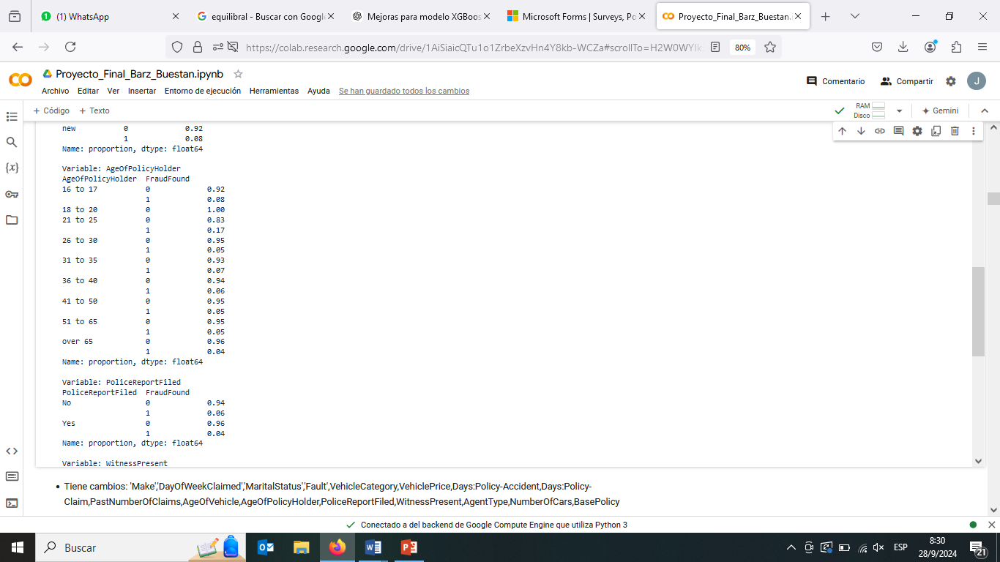 (1) WhatsApp
equilibral - Buscar con Google
Mejoras para modelo XGBoos
Microsoft Forms | Surveys, Po
Proyecto_Final_Barz_Buestan.i
https://colab.research.google.com/drive/1AiSiaicQTu1o1ZrbeXzvHn4Y8kb-WCZa#scrollTo=H2W0WYIk
80%
Proyecto_Final_Barz_Buestan.ipynb
Comentario
Compartir
J
Archivo Editar Ver Insertar Entorno de ejecución Herramientas Ayuda Se han guardado todos los cambios
+ Código + Texto
RAM
Disco
Gemini
new 0 0.92
1 0.08
Name: proportion, dtype: float64
Variable: AgeOfPolicyHolder
AgeOfPolicyHolder FraudFound
16 to 17 0 0.92
1 0.08
18 to 20 0 1.00
21 to 25 0 0.83
1 0.17
26 to 30 0 0.95
1 0.05
31 to 35 0 0.93
1 0.07
36 to 40 0 0.94
1 0.06
41 to 50 0 0.95
1 0.05
51 to 65 0 0.95
1 0.05
over 65 0 0.96
1 0.04
Name: proportion, dtype: float64
Variable: PoliceReportFiled
PoliceReportFiled FraudFound
No 0 0.94
1 0.06
Yes 0 0.96
1 0.04
Name: proportion, dtype: float64
Variable: WitnessPresent
• Tiene cambios: 'Make','DayOfWeekClaimed','MaritalStatus','Fault',VehicleCategory,VehiclePrice,Days:Policy-Accident,Days:Policy-
Claim,PastNumberOfClaims,AgeOfVehicle,AgeOfPolicyHolder,PoliceReportFiled,WitnessPresent,AgentType,NumberOfCars,BasePolicy
Conectado a del backend de Google Compute Engine que utiliza Python 3
Buscar
ESP
8:30
28/9/2024
21